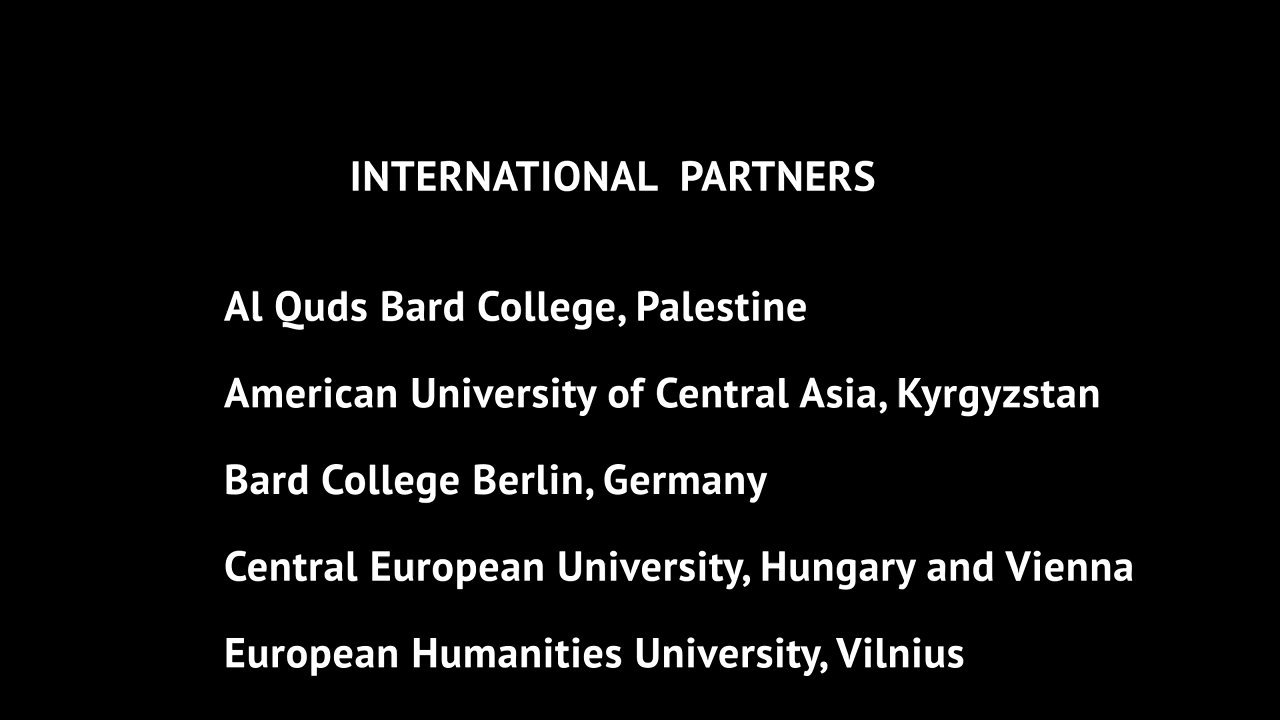 INTERNATIONAL PARTNERS
Al Quds Bard College, Palestine
American University of Central Asia, Kyrgyzstan
Bard College Berlin, Germany
Central European University, Hungary and Vienna
European Humanities University, Vilnius